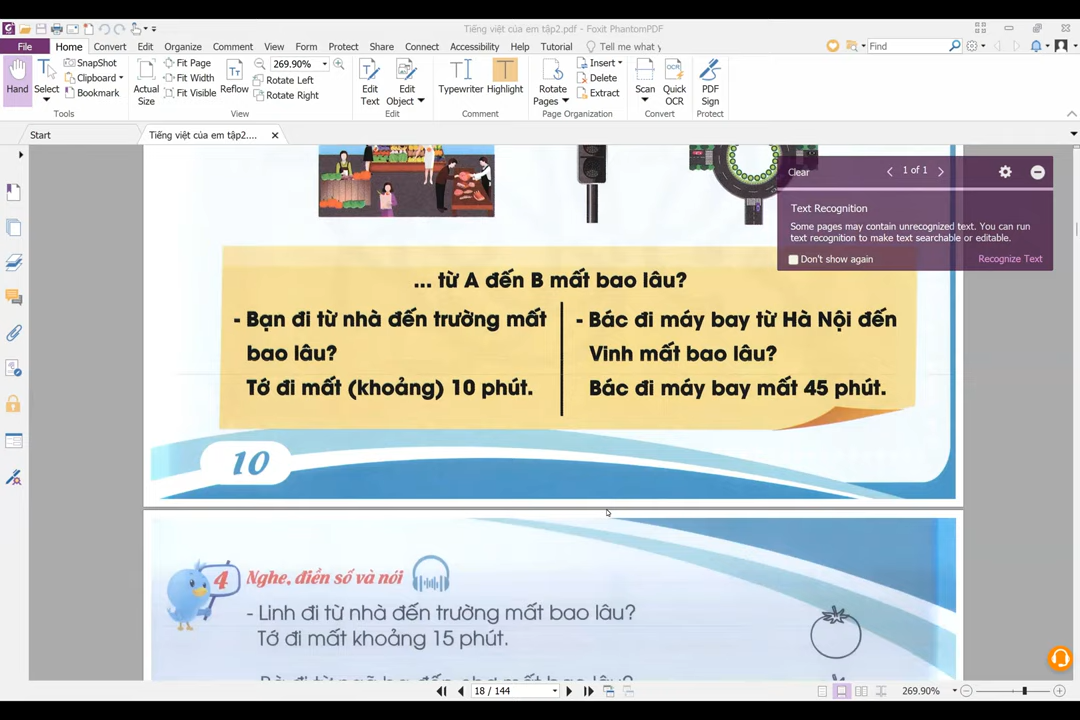 Tiếng việt của em tập2.pdf - Foxit PhantomPDF
File Home Convert Edit Organize Comment View Form Protect Share Connect Accessibility Help Tutorial Tell me what y Find
Hand Select SnapShot Clipboard Bookmark
Actual Size Fit Page Fit Width Fit Visible Reflow 269.90% Rotate Left Rotate Right
Edit Text Edit Object Typewriter Highlight Rotate Pages Insert Delete Extract Scan Quick OCR PDF Sign
Tools View Edit Comment Page Organization Convert Protect
Start Tiếng việt của em tập2....
Clear 1 of 1
Text Recognition
Some pages may contain unrecognized text. You can run
text recognition to make text searchable or editable.
Don't show again Recognize Text
... từ A đến B mất bao lâu?
- Bạn đi từ nhà đến trường mất
bao lâu?
Tớ đi mất (khoảng) 10 phút.
- Bác đi máy bay từ Hà Nội đến
Vinh mất bao lâu?
Bác đi máy bay mất 45 phút.
10
4 Nghe, điền số và nói
- Linh đi từ nhà đến trường mất bao lâu?
Tớ đi mất khoảng 15 phút.
18 / 144 269.90%